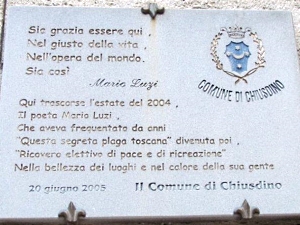 Sia grazia essere qui,
Nel giusto della vita,
Nell'opera del mondo.
Sia così
Mario Luzi
COMUNE DI CHIUSDINO
Qui trascorse l'estate del 2004,
Il poeta Mario Luzi,
Che aveva frequentato da anni
"Questa segreta plaga toscana" divenuta poi,
"Ricovero elettivo di pace e di ricreazione"
Nella bellezza dei luoghi e nel calore della sua gente
20 giugno 2005 Il Comune di Chiusdino